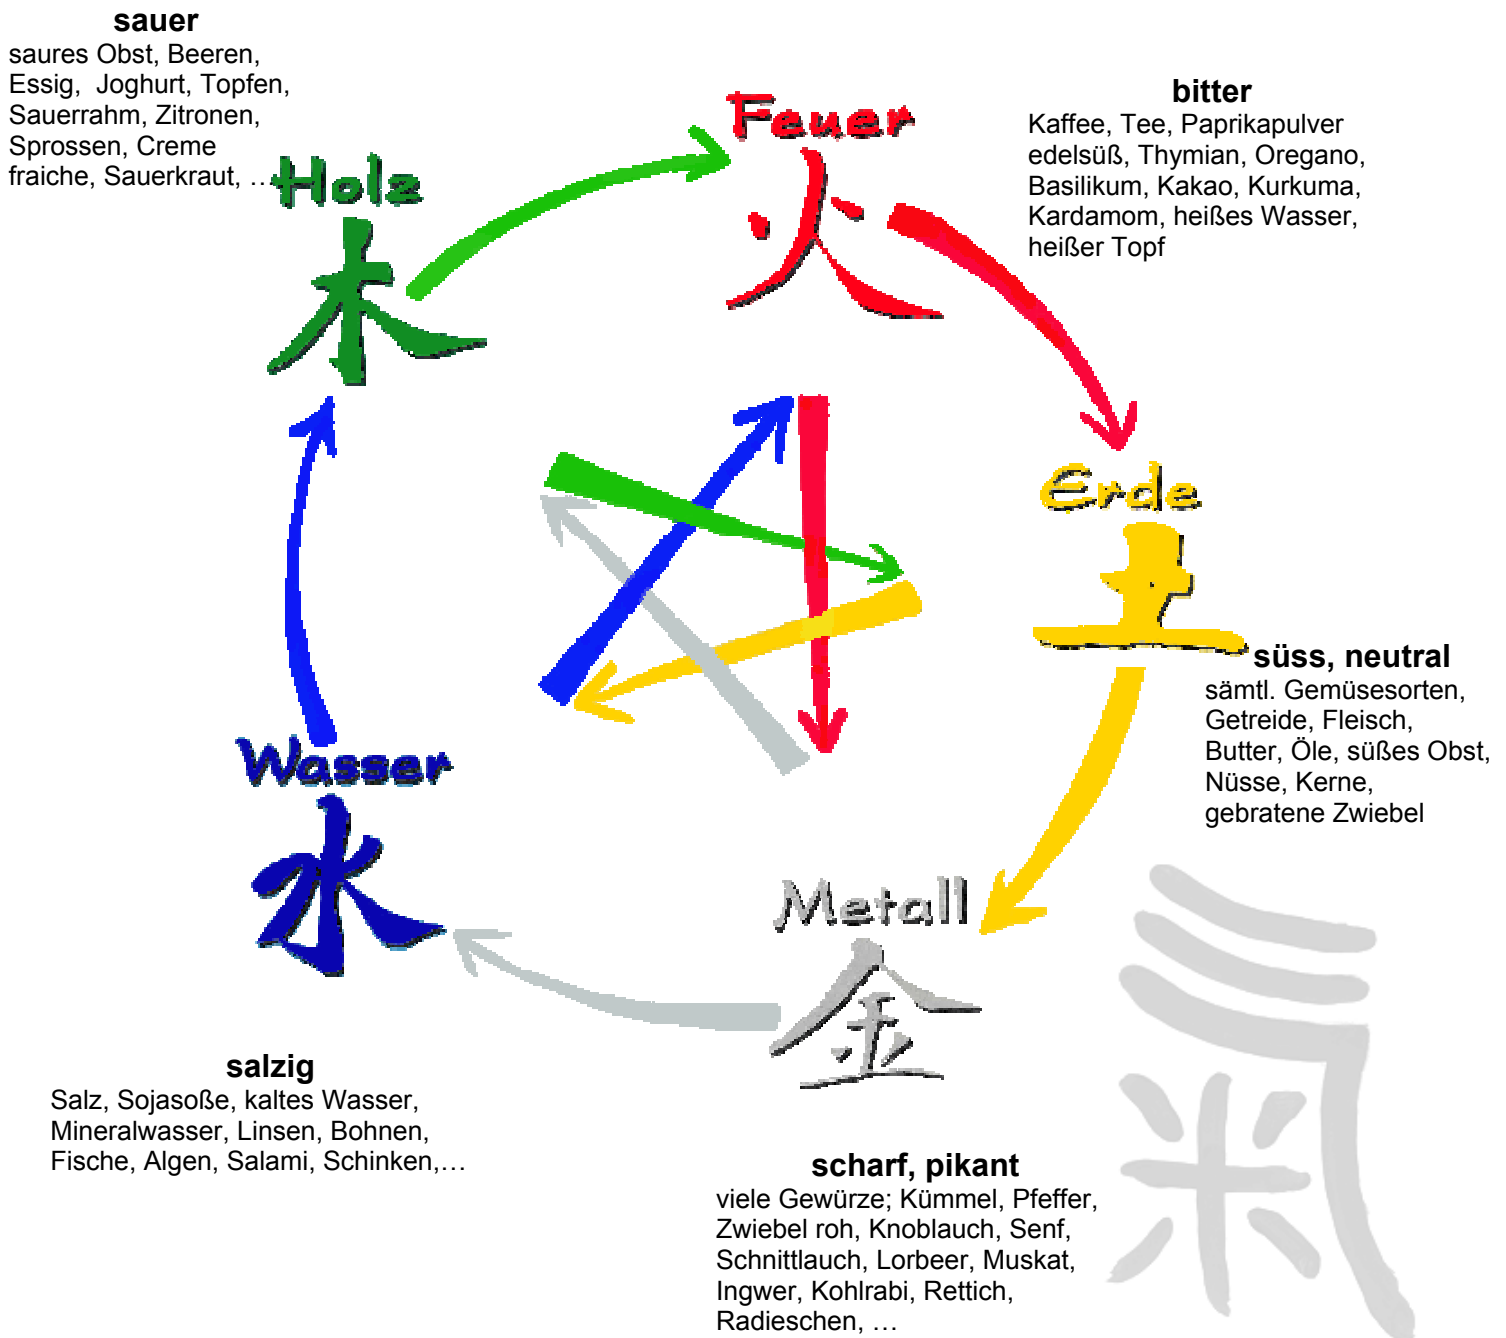 sauer
saures Obst, Beeren,
Essig, Joghurt, Topfen,
Sauerrahm, Zitronen,
Sprossen, Creme
fraiche, Sauerkraut, …
Holz
木
Feuer
火
bitter
Kaffee, Tee, Paprikapulver
edelsüß, Thymian, Oregano,
Basilikum, Kakao, Kurkuma,
Kardamom, heißes Wasser,
heißer Topf
Erde
土
süss, neutral
sämtl. Gemüsesorten,
Getreide, Fleisch,
Butter, Öle, süßes Obst,
Nüsse, Kerne,
gebratene Zwiebel
Wasser
水
Metall
金
salzig
Salz, Sojasoße, kaltes Wasser,
Mineralwasser, Linsen, Bohnen,
Fische, Algen, Salami, Schinken,…
scharf, pikant
viele Gewürze; Kümmel, Pfeffer,
Zwiebel roh, Knoblauch, Senf,
Schnittlauch, Lorbeer, Muskat,
Ingwer, Kohlrabi, Rettich,
Radieschen, …
氣